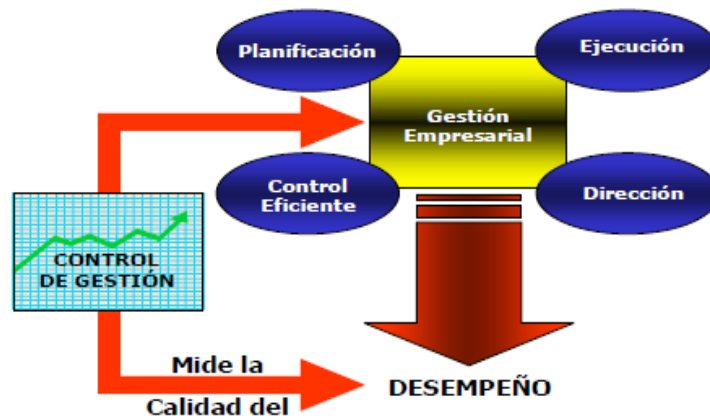 Planificación
Ejecución
Gestión
Empresarial
Control
Eficiente
Dirección
CONTROL
DE GESTIÓN
Mide la
Calidad del
DESEMPEÑO